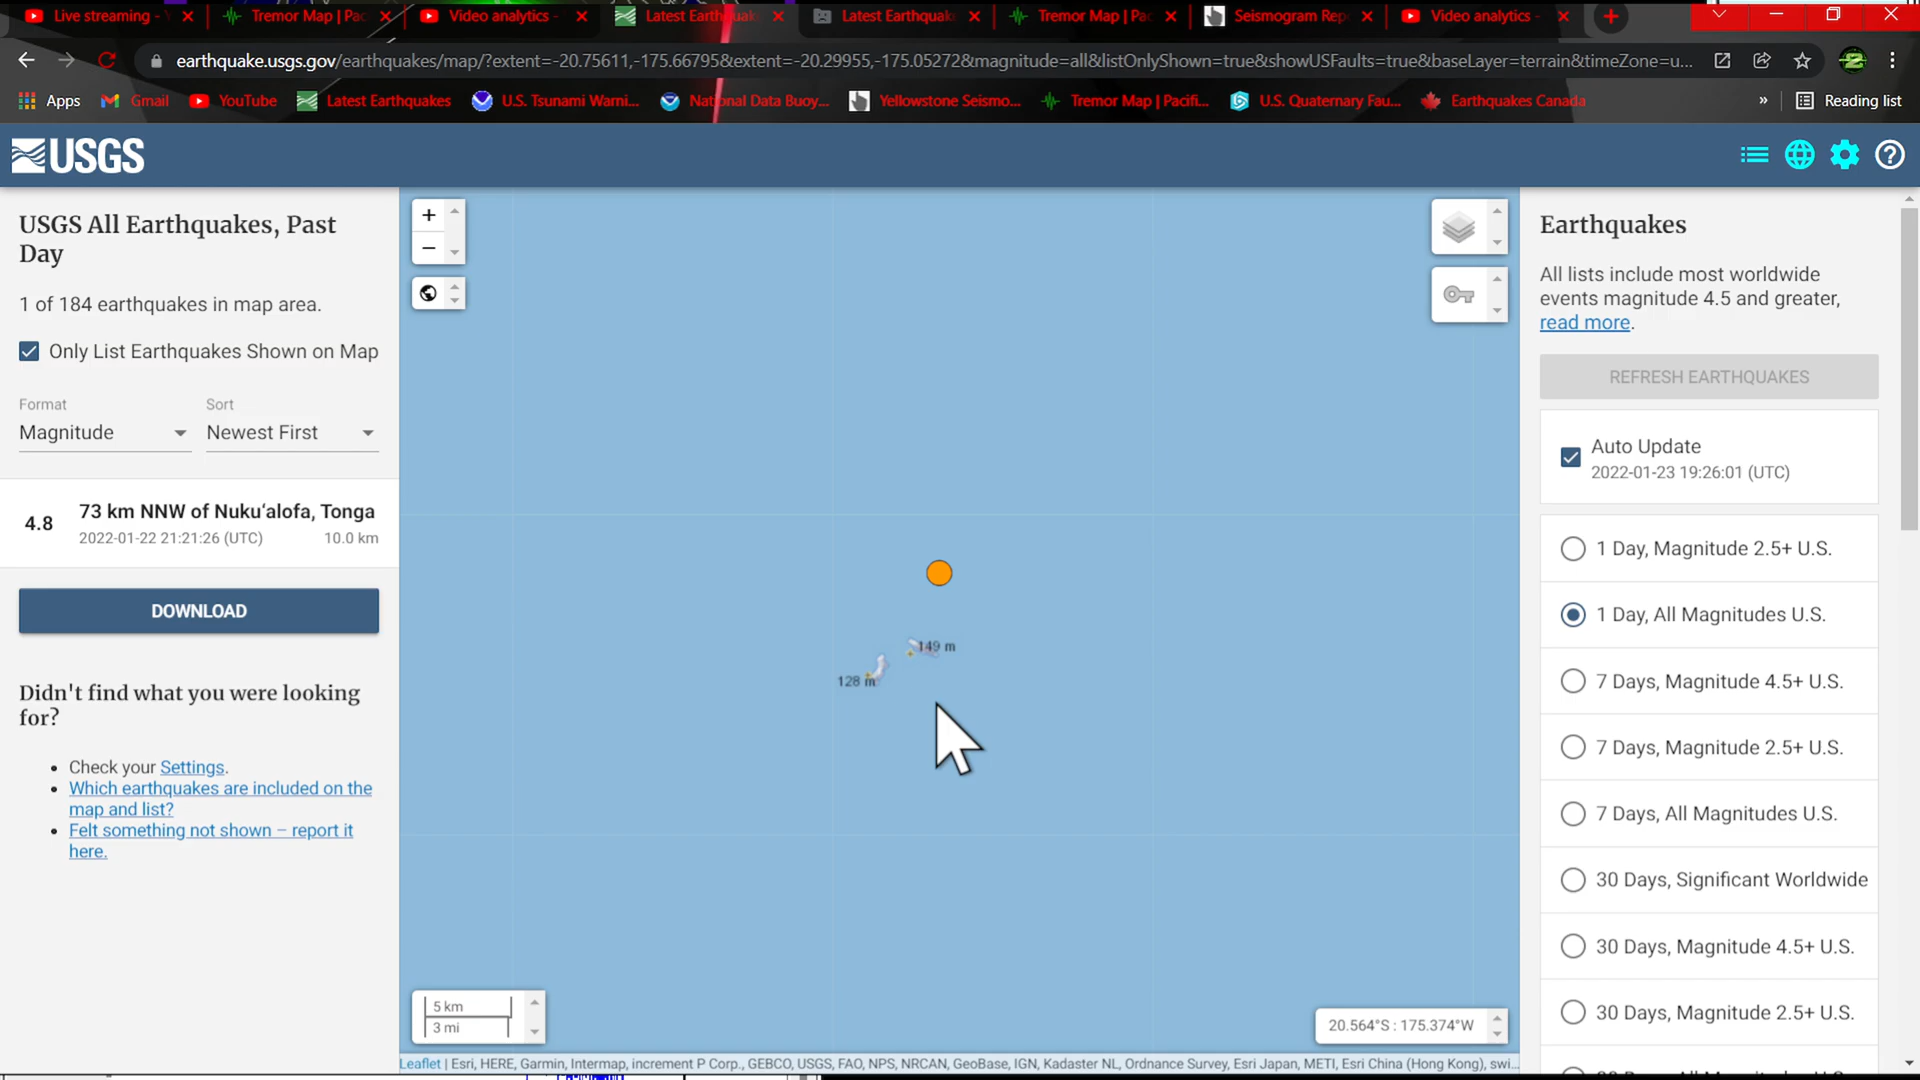 Live streaming - Y
Tremor Map | Pac
Video analytics -
Latest Earthquake
Latest Earthquake
Tremor Map | Pac
Seismogram Rep
Video analytics -
earthquake.usgs.gov/earthquakes/map/?extent=-20.75611,-175.66795&extent=-20.29955,-175.05272&magnitude=all&listOnlyShown=true&showUSFaults=true&baseLayer=terrain&timeZone=u...
Apps
Gmail
YouTube
Latest Earthquakes
U.S. Tsunami Warni...
National Data Buoy...
Yellowstone Seismo...
Tremor Map | Pacifi...
U.S. Quaternary Fau...
Earthquakes Canada
»
Reading list
USGS
USGS All Earthquakes, Past
Day
1 of 184 earthquakes in map area.
Only List Earthquakes Shown on Map
Format
Sort
Magnitude
Newest First
4.8
73 km NNW of Nuku‘alofa, Tonga
2022-01-22 21:21:26 (UTC)
10.0 km
DOWNLOAD
Didn't find what you were looking
for?
Check your Settings.
Which earthquakes are included on the
map and list?
Felt something not shown – report it
here.
+
−
149 m
128 m
5 km
3 mi
20.564°S : 175.374°W
Leaflet | Esri, HERE, Garmin, Intermap, increment P Corp., GEBCO, USGS, FAO, NPS, NRCAN, GeoBase, IGN, Kadaster NL, Ordnance Survey, Esri Japan, METI, Esri China (Hong Kong), swi...
Earthquakes
All lists include most worldwide
events magnitude 4.5 and greater,
read more.
REFRESH EARTHQUAKES
Auto Update
2022-01-23 19:26:01 (UTC)
1 Day, Magnitude 2.5+ U.S.
1 Day, All Magnitudes U.S.
7 Days, Magnitude 4.5+ U.S.
7 Days, Magnitude 2.5+ U.S.
7 Days, All Magnitudes U.S.
30 Days, Significant Worldwide
30 Days, Magnitude 4.5+ U.S.
30 Days, Magnitude 2.5+ U.S.